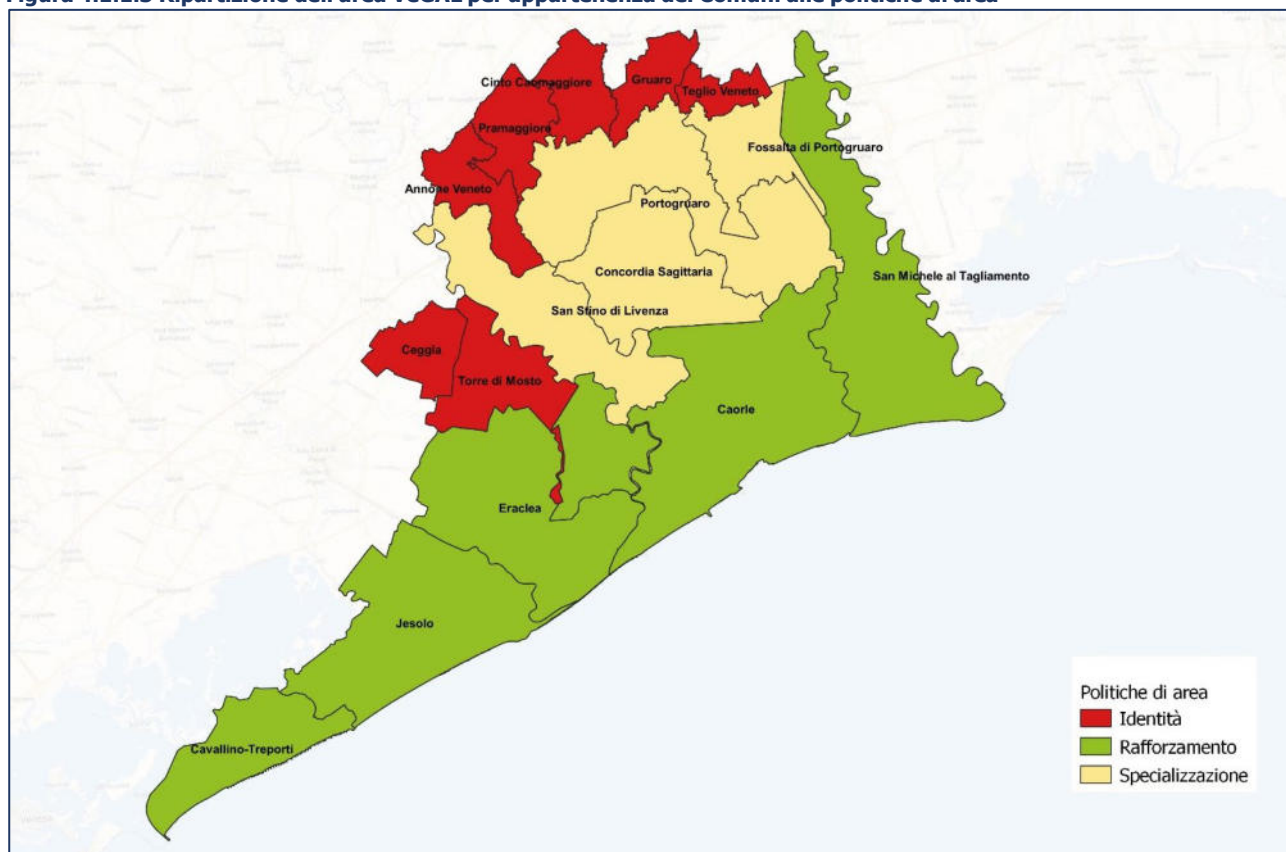 Cinto Caomaggiore
Gruaro
Teglio Veneto
Pramaggiore
Fossalta di Portogruaro
Annone Veneto
Portogruaro
Concordia Sagittaria
San Michele al Tagliamento
San Stino di Livenza
Ceggia
Torre di Mosto
Caorle
Eraclea
Jesolo
Cavallino-Treporti
Politiche di area
Identità
Rafforzamento
Specializzazione